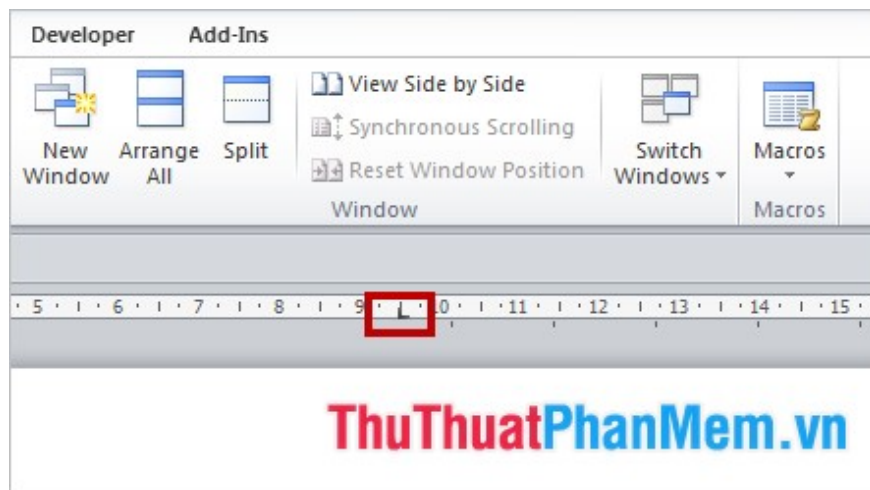 Developer Add-Ins
View Side by Side
Synchronous Scrolling
Reset Window Position
New Window
Arrange All
Split
Switch Windows
Macros
Window
Macros
5 6 7 8 9 10 11 12 13 14 15
ThuThuatPhanMem.vn